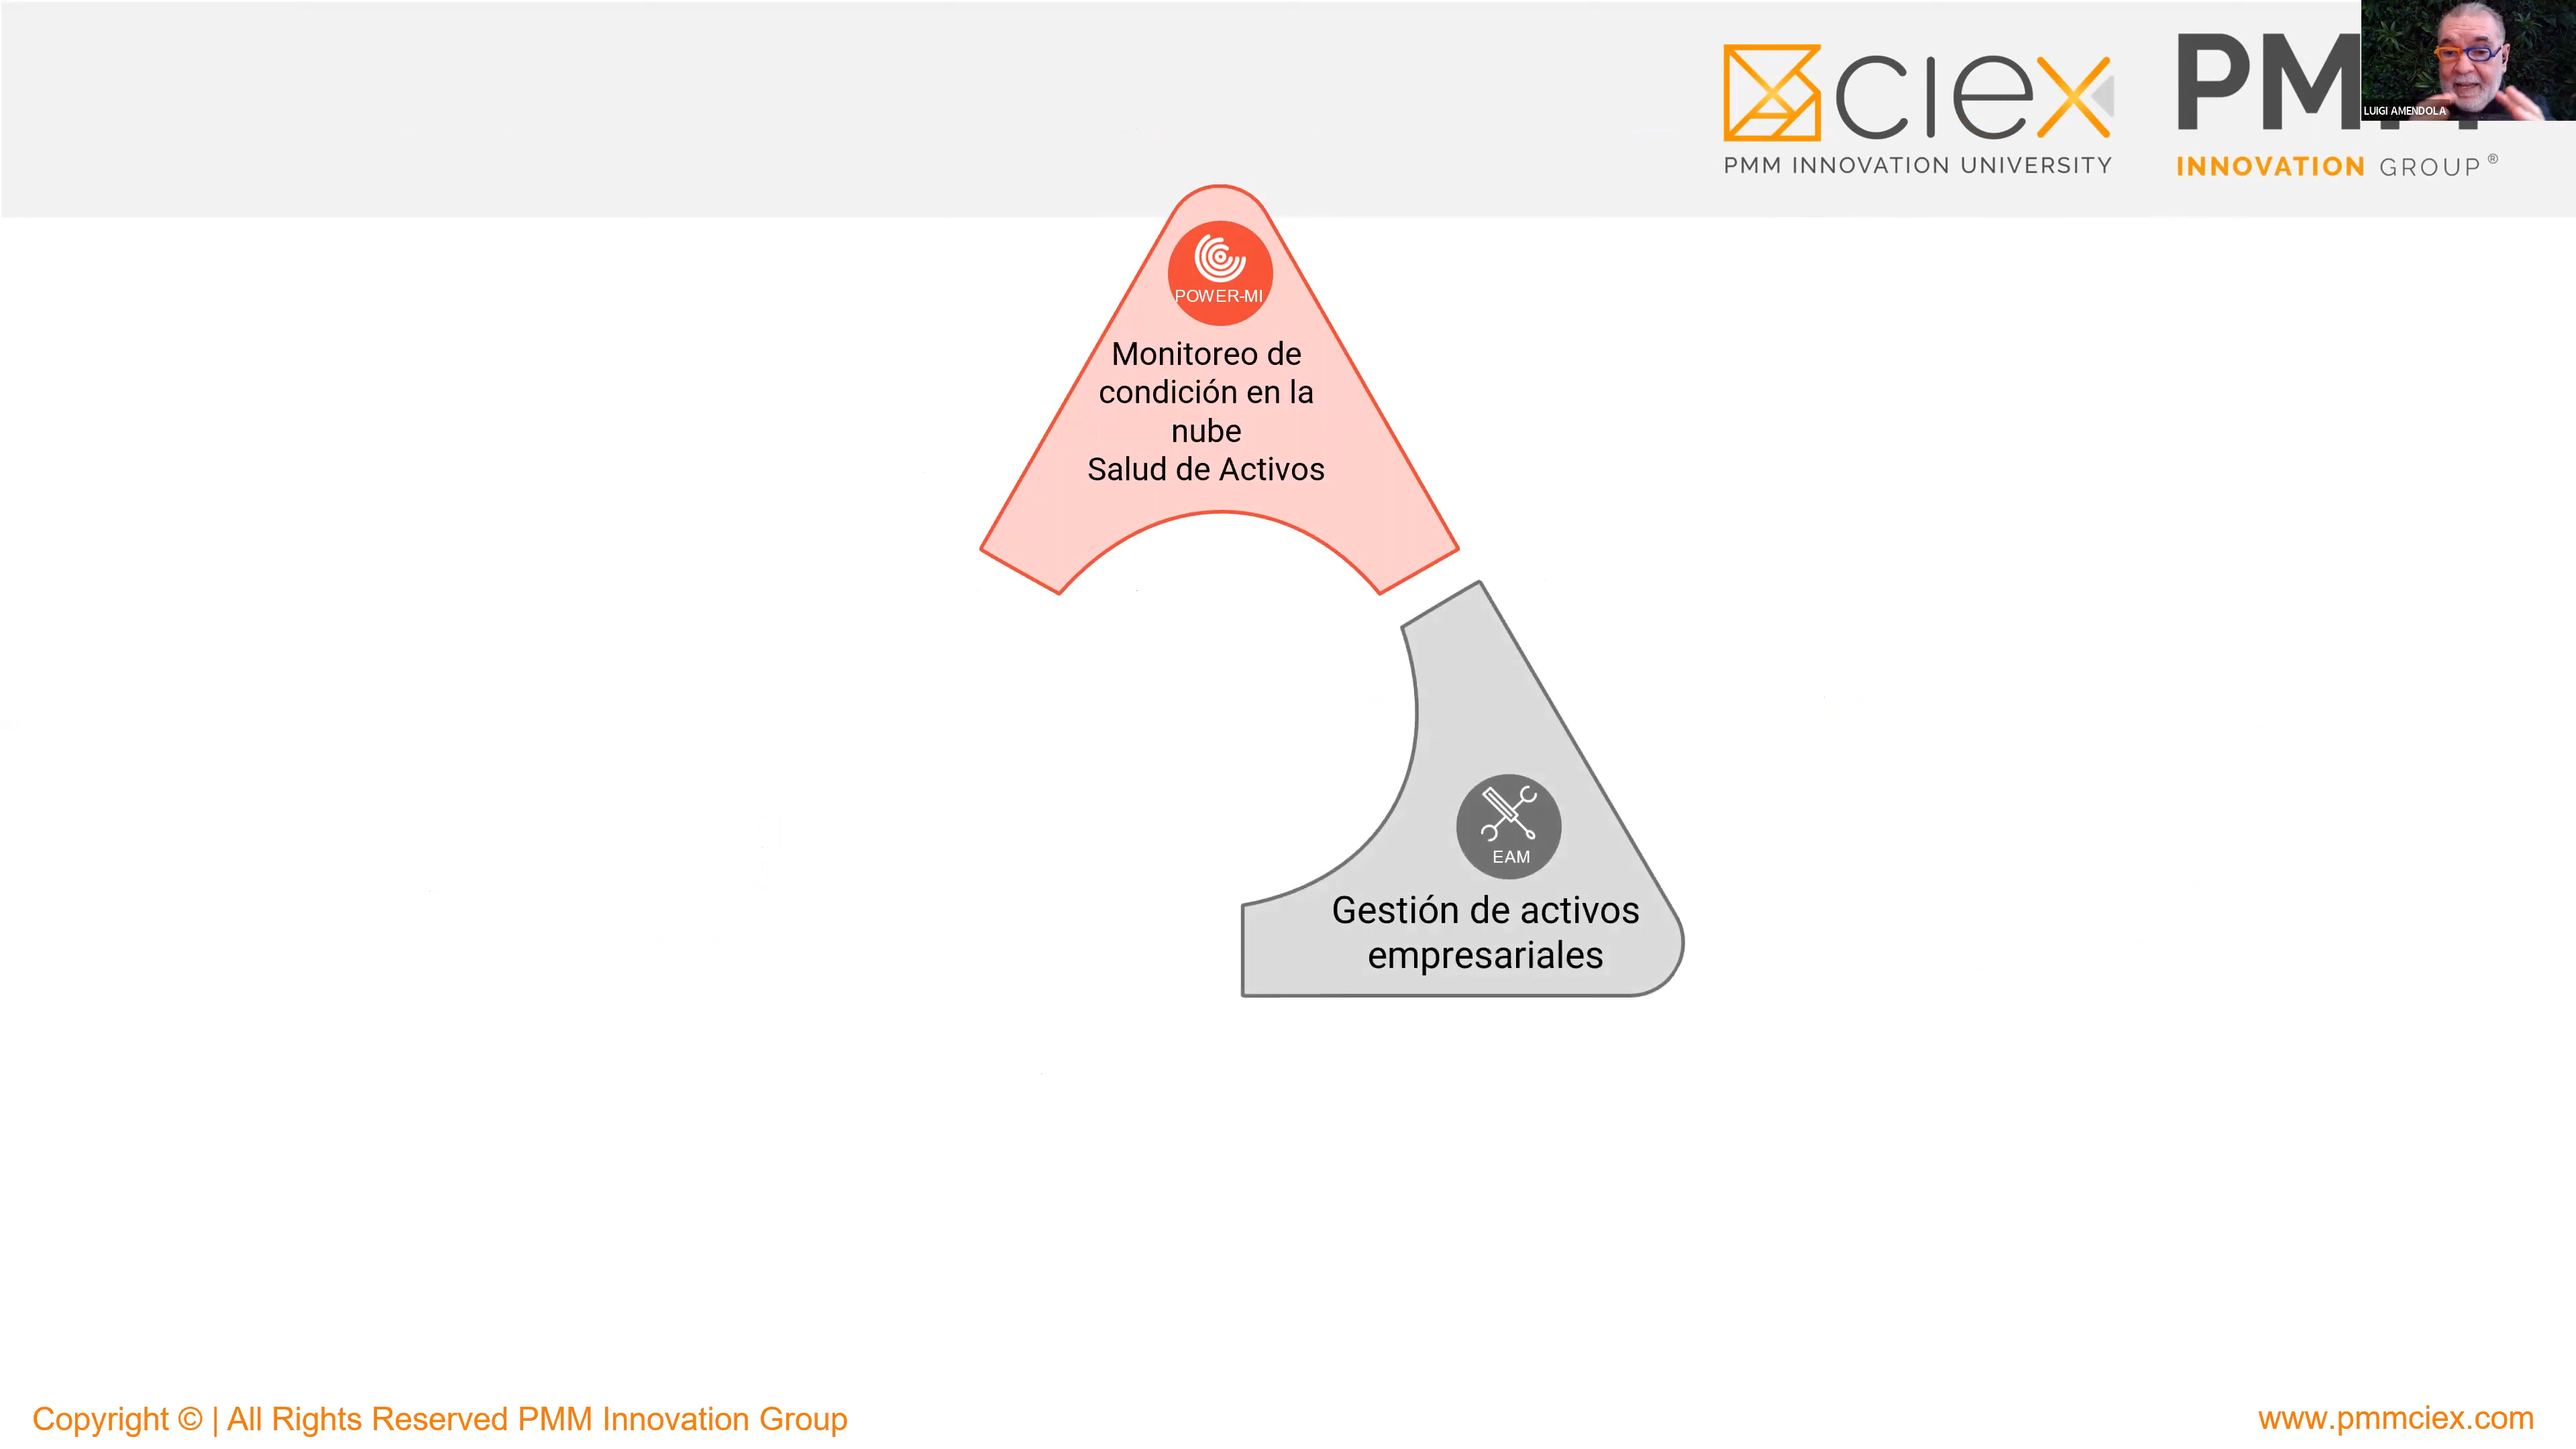 ciex
PMM INNOVATION UNIVERSITY
INNOVATION GROUP ®
LUIGI AMENDOLA
POWER-MI
Monitoreo de
condición en la
nube
Salud de Activos
EAM
Gestión de activos
empresariales
Copyright © | All Rights Reserved PMM Innovation Group
www.pmmciex.com